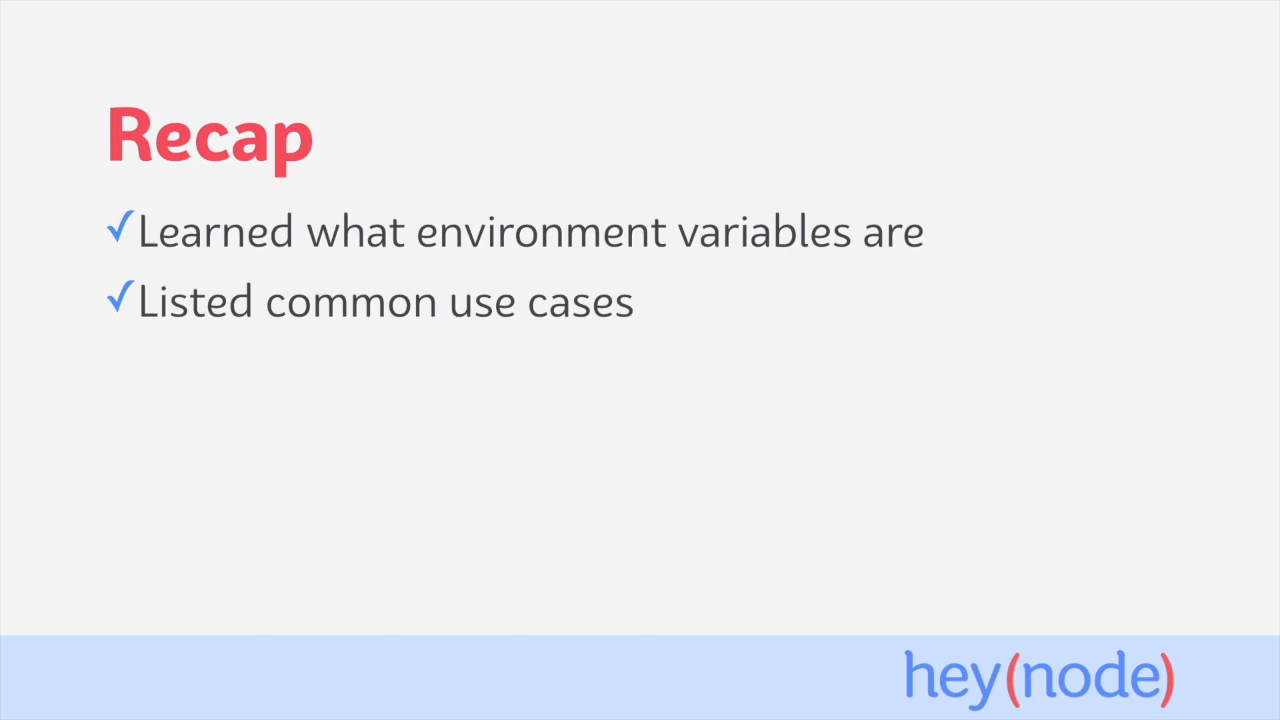 Recap
✓Learned what environment variables are
✓Listed common use cases
hey(node)